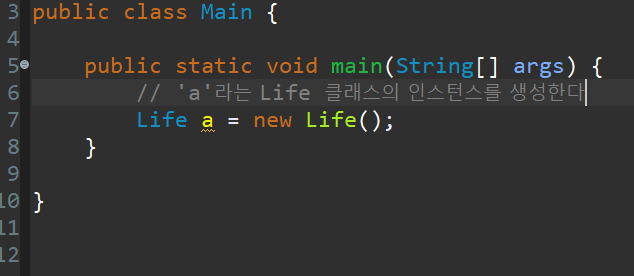 3 public class Main {
4
5 public static void main(String[] args) {
6 // 'a'라는 Life 클래스의 인스턴스를 생성한다
7 Life a = new Life();
8 }
9
10 }
11
12